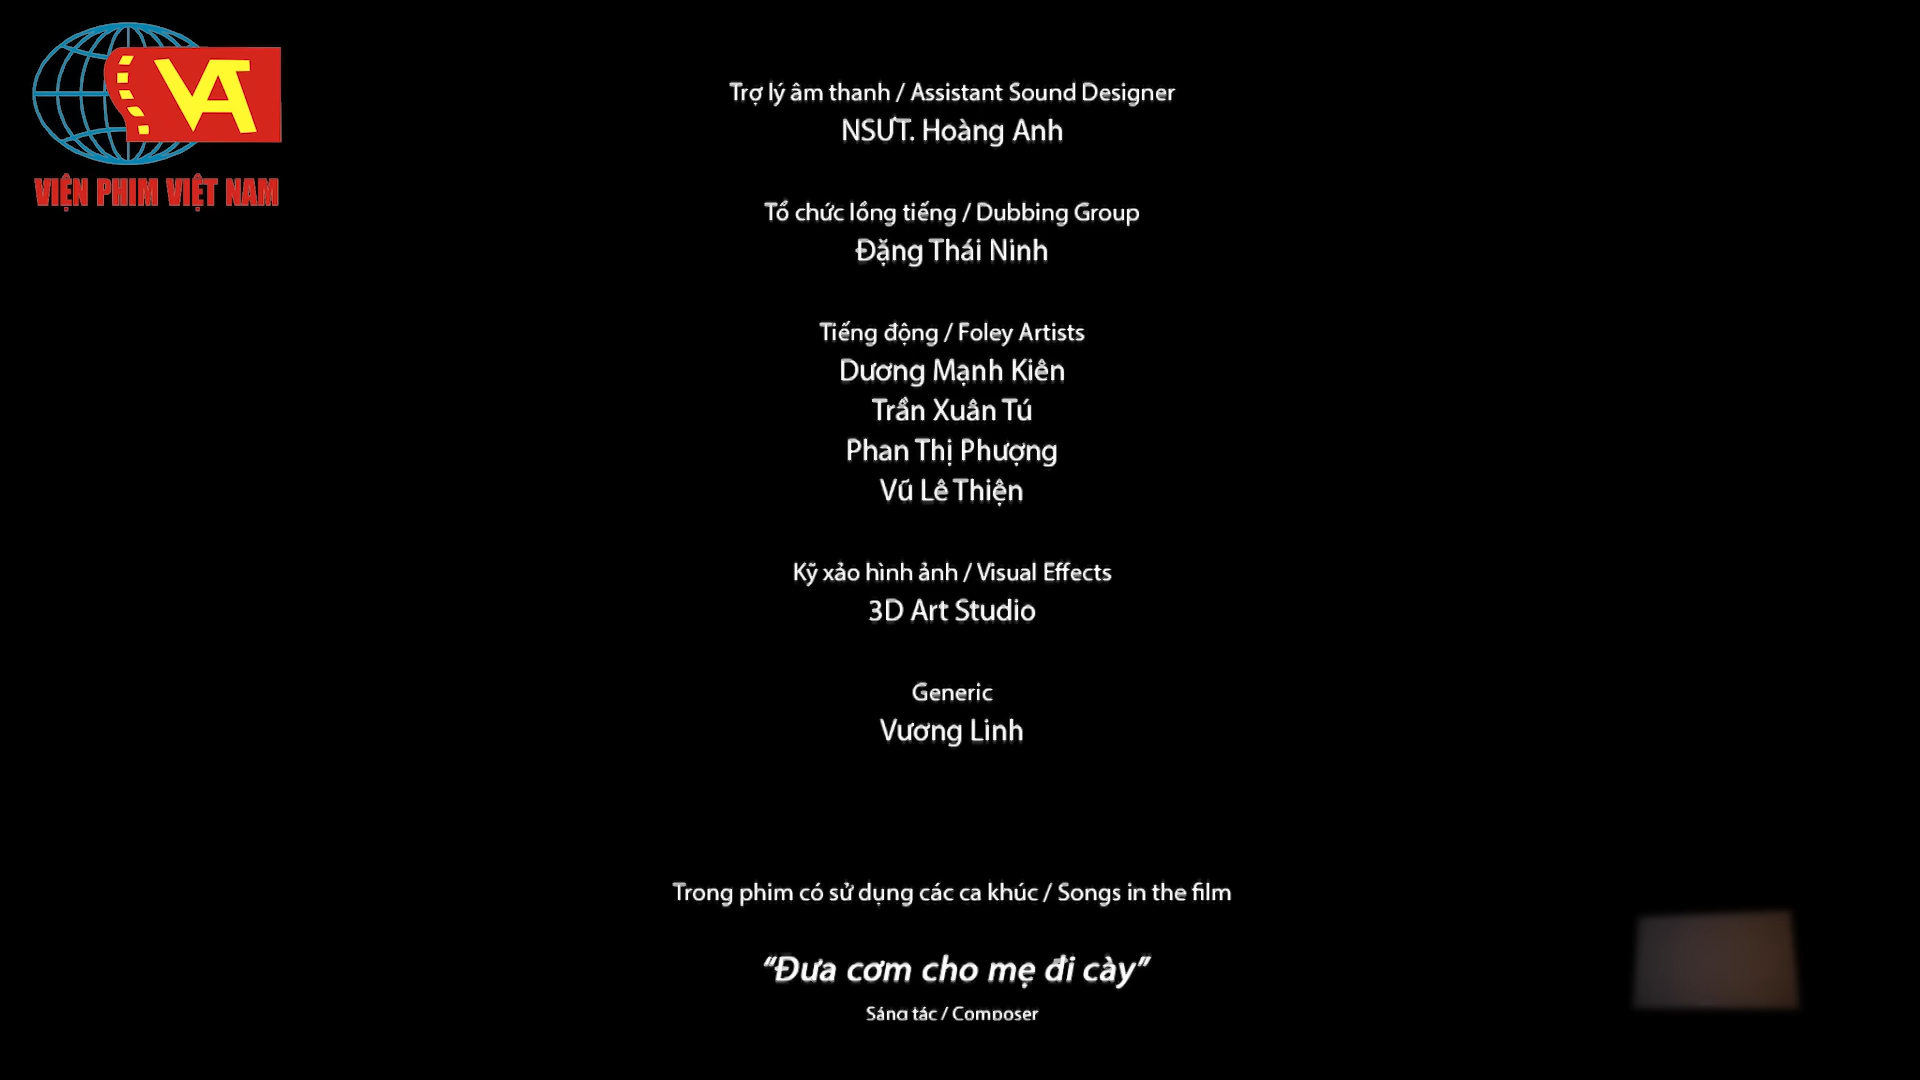 VIỆN PHIM VIỆT NAM
Trợ lý âm thanh / Assistant Sound Designer
NSƯT. Hoàng Anh
Tổ chức lồng tiếng / Dubbing Group
Đặng Thái Ninh
Tiếng động / Foley Artists
Dương Mạnh Kiên
Trần Xuân Tú
Phan Thị Phượng
Vũ Lê Thiện
Kỹ xảo hình ảnh / Visual Effects
3D Art Studio
Generic
Vương Linh
Trong phim có sử dụng các ca khúc / Songs in the film
“Đưa cơm cho mẹ đi cày”
Sáng tác / Composer